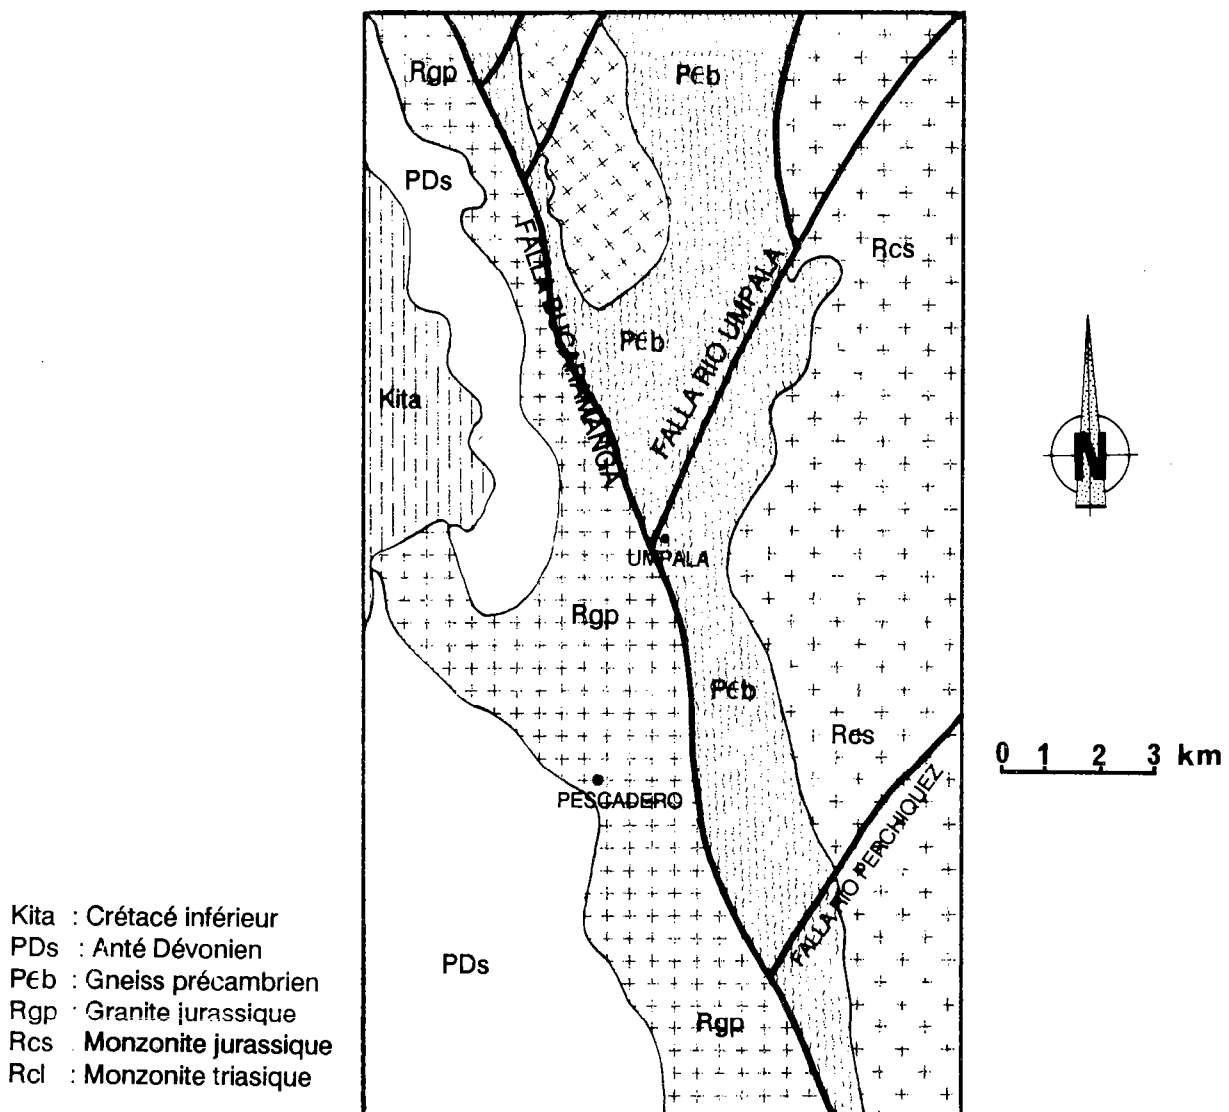 Rgp
PЄb
PDs
Rcs
FALLA BUCARAMANGA
FALLA RIO UMPALA
PЄb
Kita
N
UMPALA
Rgp
PЄb
Rcs
0 1 2 3 km
PESCADERO
FALLA RIO PERCHIQUEZ
Kita : Crétacé inférieur
PDs : Anté Dévonien
PЄb : Gneiss précambrien
Rgp : Granite jurassique
Rcs Monzonite jurassique
Rcl : Monzonite triasique
PDs
Rgp